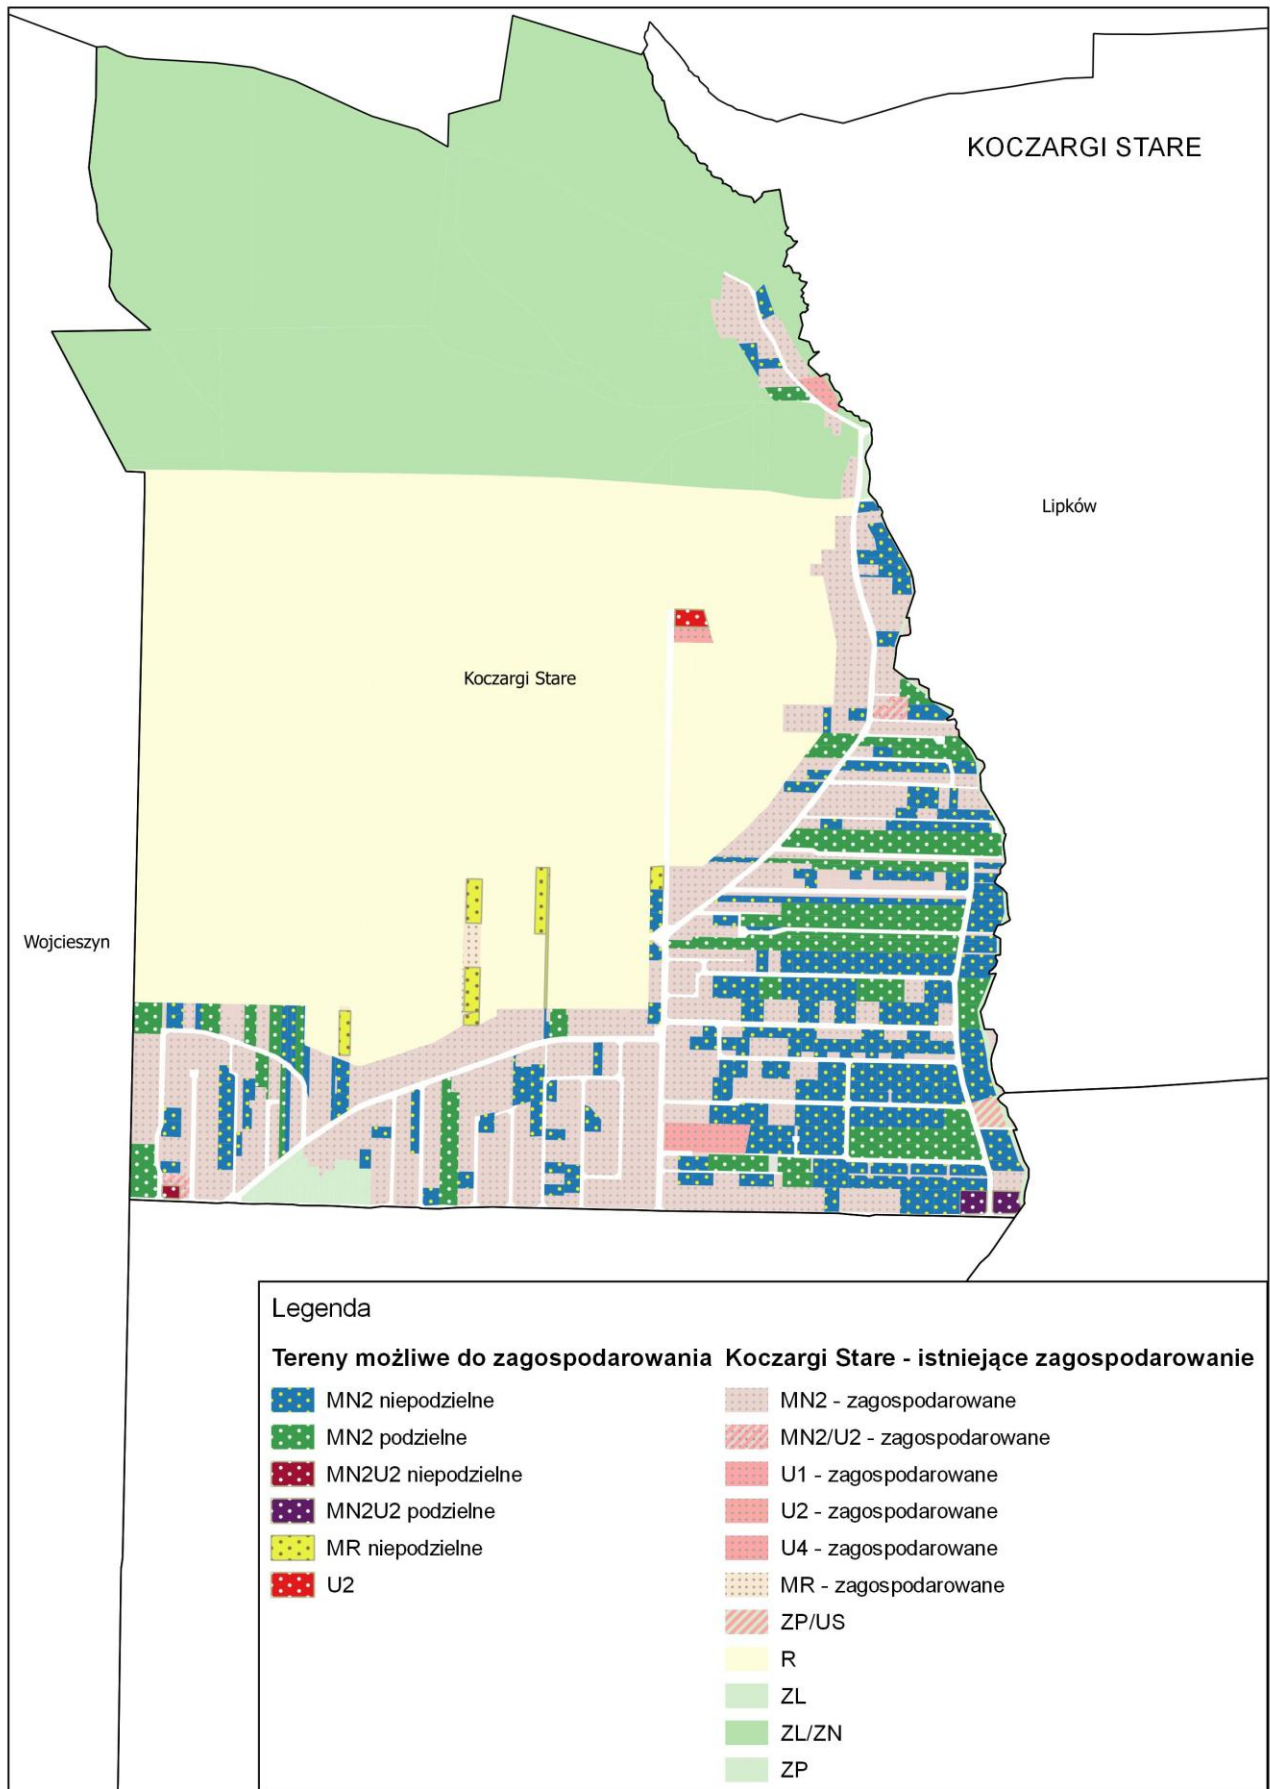 KOCZARGI STARE
Lipków
Koczargi Stare
Wojcieszyn
Legenda
Tereny możliwe do zagospodarowania
MN2 niepodzielne
MN2 podzielne
MN2U2 niepodzielne
MN2U2 podzielne
MR niepodzielne
U2
Koczargi Stare - istniejące zagospodarowanie
MN2 - zagospodarowane
MN2/U2 - zagospodarowane
U1 - zagospodarowane
U2 - zagospodarowane
U4 - zagospodarowane
MR - zagospodarowane
ZP/US
R
ZL
ZL/ZN
ZP